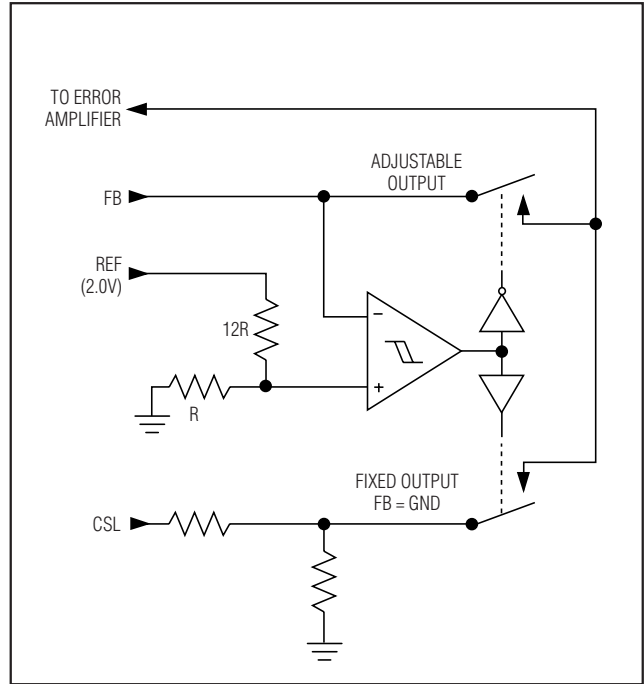 TO ERROR
AMPLIFIER
ADJUSTABLE
OUTPUT
FB
REF
(2.0V)
12R
−
+
R
FIXED OUTPUT
FB = GND
CSL